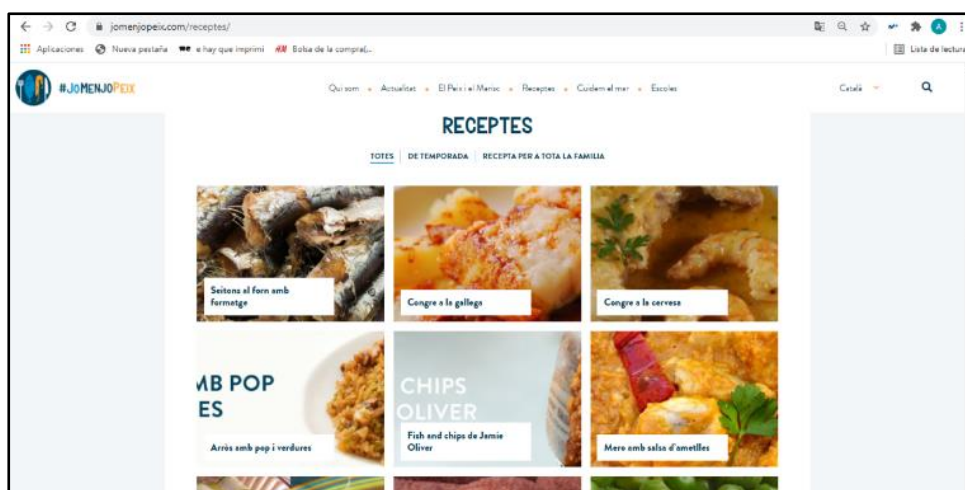 jomenjopeix.com/receptes/
Aplicaciones Nueva pestaña e hay que imprimi H&M Bolsa de la compra(...
Lista de lectura
#JOMENJOPEIX
Qui som Actualitat El Peix i el Marisc Receptes Cuidem el mar Escoles
Català
RECEPTES
TOTES DE TEMPORADA RECEPTA PER A TOTA LA FAMILIA
Seitons al forn amb
formatge
Congre a la gallega
Congre a la cervesa
MB POP
ES
Arròs amb pop i verdures
CHIPS
OLIVER
Fish and chips de Jamie
Oliver
Mero amb salsa d'ametlles